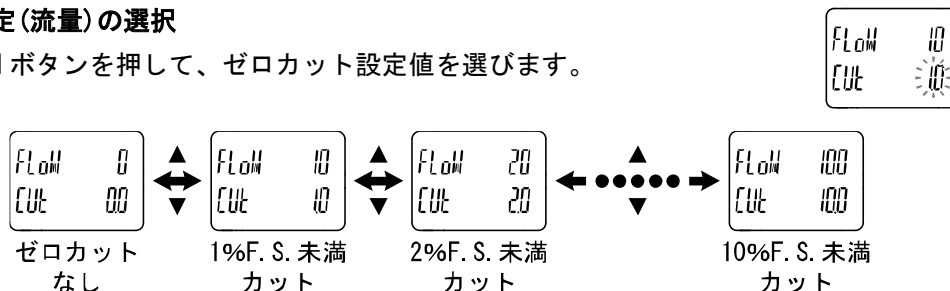 定(流量)の選択
ボタンを押して、ゼロカット設定値を選びます。
FLoW 10
CUt 1.0
FLoW 0
CUt 0.0
FLoW 10
CUt 1.0
FLoW 20
CUt 2.0
FLoW 100
CUt 10.0
ゼロカット
なし
1%F.S.未満
カット
2%F.S.未満
カット
10%F.S.未満
カット